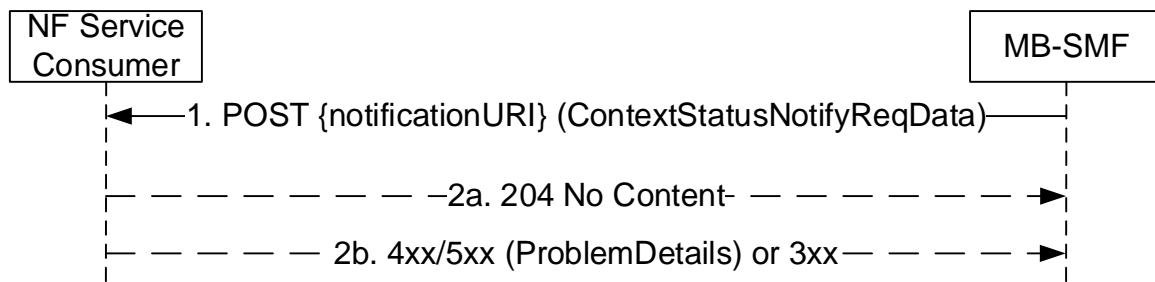 NF Service
Consumer
MB-SMF
1. POST {notificationURI} (ContextStatusNotifyReqData)
2a. 204 No Content
2b. 4xx/5xx (ProblemDetails) or 3xx